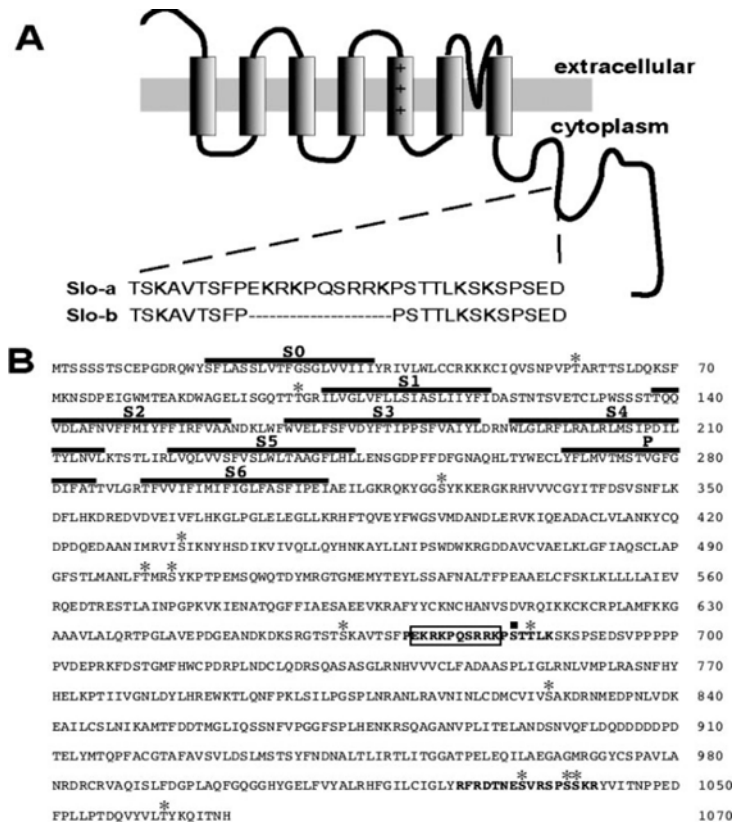 A
extracellular
cytoplasm
+
+
+
Slo-a TSKAVTSFPEKRKPQSRRKPSTTLKSKSPSED
Slo-b TSKAVTSFP--------------------PSTTLKSKSPSED
B
S0
*
MTSSSSTSCEPGDRQWYSFLASSLVTFGSGLVVIIIYRIVLWLCCRKKKCIQVSNPVPTARTTSLDQKSF 70
* S1
MKNSDPEIGWMTEAKDWAGELISGQTTTGRILVGLVFLLSIASLIIYFIDASTNTSVETCLPWSSSTTQQ 140
S2 S3 S4
VDLAFNVFFMIYFFIRFVAANDKLWFWVELFSFVDYFTIPPSFVAIYLDRNWLGLRFLRALRLMSIPDIL 210
S5 P
TYLNVLKTSTLIRLVQLVVSFVSLWLTAAGFLHLLENSGDPFFDFGNAQHLTYWECLYFLMVTMSTVGFG 280
S6 *
DIFATTVLGRTFVVIFIMIFIGLFASFIPEIAEILGKRQKYGGSYKKERGKRHVVVCGYITFDSVSNFLK 350
DFLHKDREDVDVEIVFLHKGLPGLELEGLLKRHFTQVEYFWGSVMDANDLERVKIQEADACLVLANKYCQ 420
*
DPDQEDAANIMRVISIKNYHSDIKVIVQLLQYHNKAYLLNIPSWDWKRGDDAVCVAELKLGFIAQSCLAP 490
* *
GFSTLMANLFTMRSYKPTPEMSQWQTDYMRGTGMEMYTEYLSSAFNALTFPEAAELCFSKLKLLLLAIEV 560
RQEDTRESTLAINPGPKVKIENATQGFFIAESAEEVKRAFYYCKNCHANVSDVRQIKKCKCRPLAMFKKG 630
* ■ *
AAAVLALQRTPGLAVEPDGEANDKDKSRGTSTSKAVTSFPEKRKPQSRRKPSTTLKSKSPSEDSVPPPPP 700
PVDEPRKFDSTGMFHWCPDRPLNDCLQDRSQASASGLRNHVVVCLFADAASPLIGLRNLVMPLRASNFHY 770
*
HELKPTIIVGNLDYLHREWKTLQNFPKLSILPGSPLNRANLRAVNINLCDMCVIVSAKDRNMEDPNLVDK 840
EAILCSLNIKAMTFDDTMGLIQSSNFVPGGFSPLHENKRSQAGANVPLITELANDSNVQFLDQDDDDDPD 910
TELYMTQPFACGTAFAVSVLDSLMSTSYFNDNALTLIRTLITGGATPELEQILAEGAGMRGGYCSPAVLA 980
* **
NRDRCRVAQISLFDGPLAQFGQGGHYGELFVYALRHFGILCIGLYRFRDTNESVRSPSSKRYVITNPPED 1050
*
FPLLPTDQVYVLTYKQITNH 1070